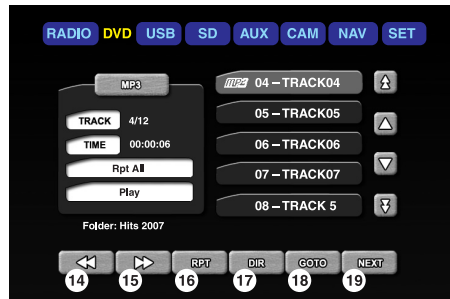 RADIO DVD USB SD AUX CAM NAV SET
MP3
TRACK 4/12
TIME 00:00:06
Rpt All
Play
Folder: Hits 2007
MP3 04 – TRACK04
05 – TRACK05
06 – TRACK06
07 – TRACK07
08 – TRACK 5
RPT DIR GOTO NEXT
14 15 16 17 18 19